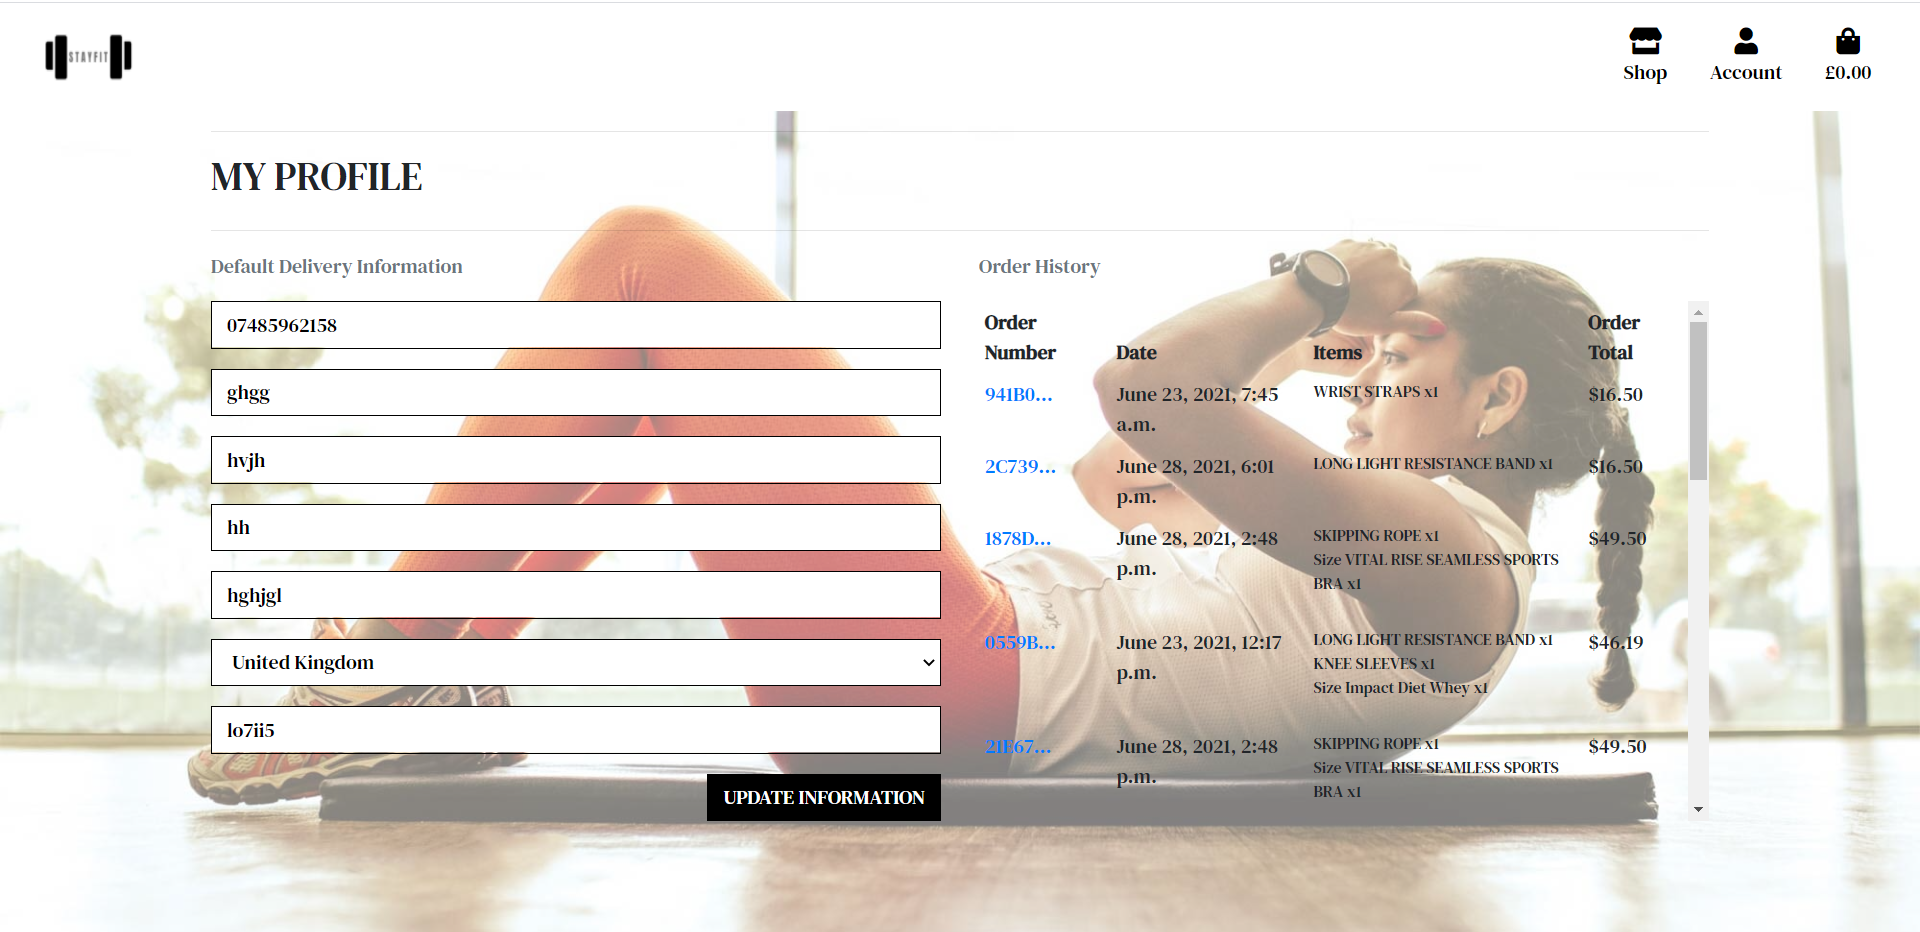 STAYFIT
Shop
Account
£0.00
MY PROFILE
Default Delivery Information
07485962158
ghgg
hvjh
hh
hghjgl
United Kingdom
lo7ii5
UPDATE INFORMATION
Order History
Order Number Date Items Order Total
941B0... June 23, 2021, 7:45 a.m. WRIST STRAPS x1 $16.50
2C739... June 28, 2021, 6:01 p.m. LONG LIGHT RESISTANCE BAND x1 $16.50
1878D... June 28, 2021, 2:48 p.m. SKIPPING ROPE x1 $49.50
Size VITAL RISE SEAMLESS SPORTS
BRA x1
0559B... June 23, 2021, 12:17 p.m. LONG LIGHT RESISTANCE BAND x1 $46.19
KNEE SLEEVES x1
Size Impact Diet Whey x1
21E67... June 28, 2021, 2:48 p.m. SKIPPING ROPE x1 $49.50
Size VITAL RISE SEAMLESS SPORTS
BRA x1